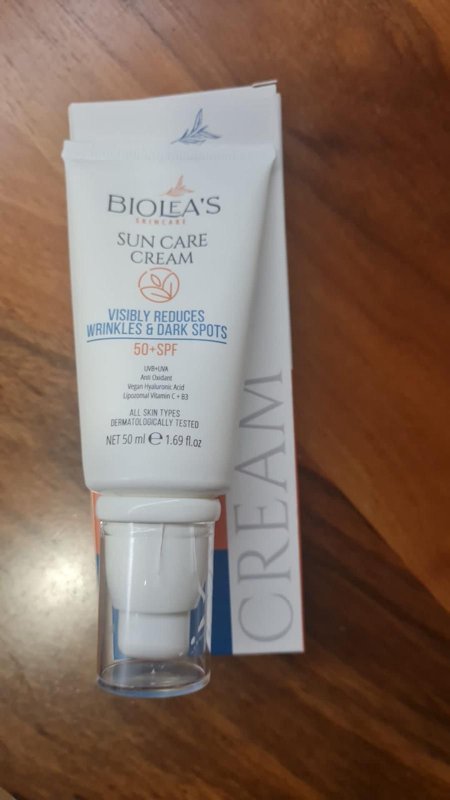 BIOLEA'S
SKINCARE
SUN CARE
CREAM
VISIBLY REDUCES
WRINKLES & DARK SPOTS
50+SPF
UVB+UVA
Anti Oxidant
Vegan Hyaluronic Acid
Lipozomal Vitamin C + B3
ALL SKIN TYPES
DERMATOLOGICALLY TESTED
NET 50 ml e 1.69 fl.oz
CREAM